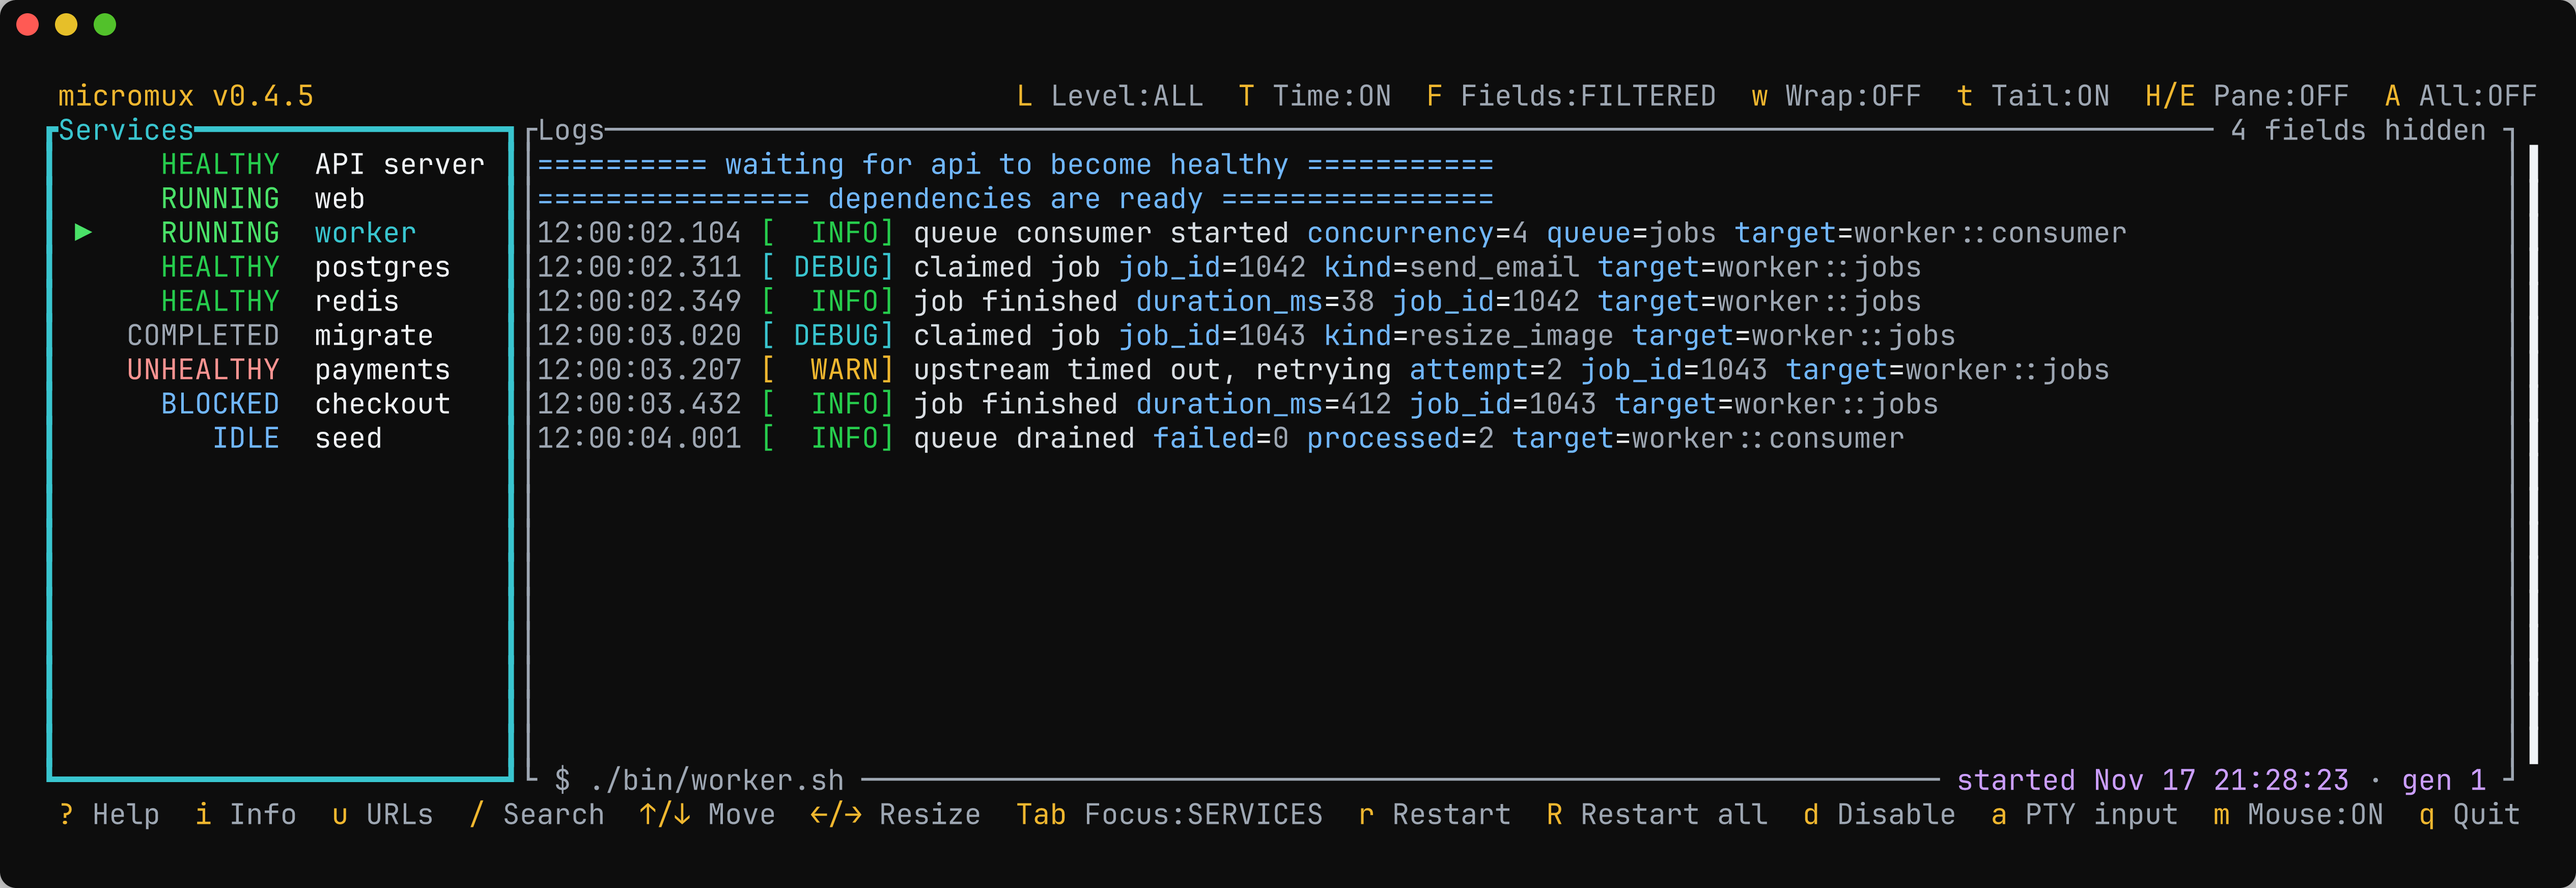 micromux v0.4.5 L Level:ALL T Time:ON F Fields:FILTERED w Wrap:OFF t Tail:ON H/E Pane:OFF A All:OFF
Services
HEALTHY API server
RUNNING web
▶ RUNNING worker
HEALTHY postgres
HEALTHY redis
COMPLETED migrate
UNHEALTHY payments
BLOCKED checkout
IDLE seed
Logs 4 fields hidden
========== waiting for api to become healthy ===========
================ dependencies are ready ================
12:00:02.104 [  INFO] queue consumer started concurrency=4 queue=jobs target=worker::consumer
12:00:02.311 [ DEBUG] claimed job job_id=1042 kind=send_email target=worker::jobs
12:00:02.349 [  INFO] job finished duration_ms=38 job_id=1042 target=worker::jobs
12:00:03.020 [ DEBUG] claimed job job_id=1043 kind=resize_image target=worker::jobs
12:00:03.207 [  WARN] upstream timed out, retrying attempt=2 job_id=1043 target=worker::jobs
12:00:03.432 [  INFO] job finished duration_ms=412 job_id=1043 target=worker::jobs
12:00:04.001 [  INFO] queue drained failed=0 processed=2 target=worker::consumer
$ ./bin/worker.sh started Nov 17 21:28:23 · gen 1
? Help i Info u URLs / Search ↑/↓ Move ←/→ Resize Tab Focus:SERVICES r Restart R Restart all d Disable a PTY input m Mouse:ON q Quit